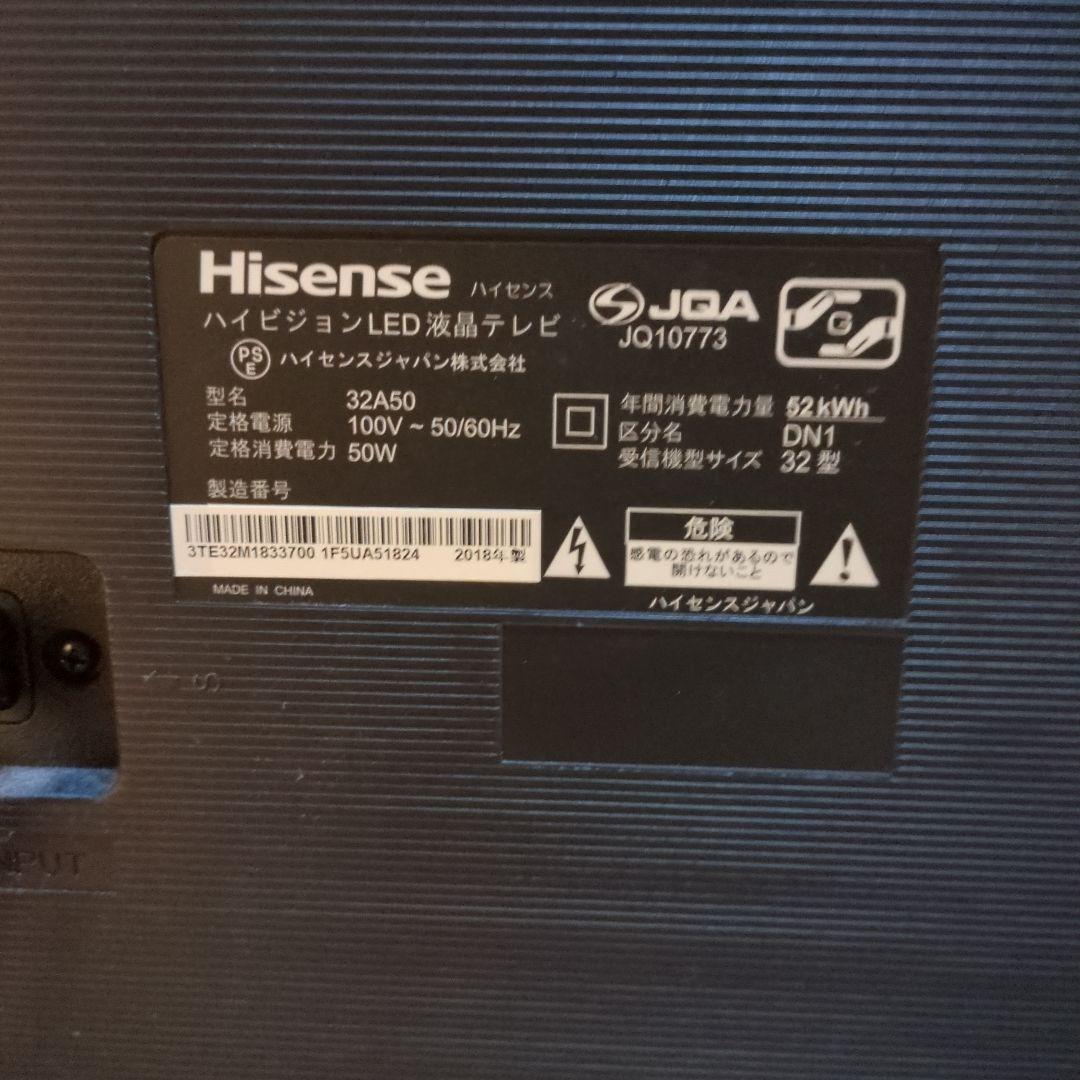 Hisense ハイセンス
ハイビジョンLED液晶テレビ
PSE ハイセンスジャパン株式会社
JQA
JQ10773
G
型名 32A50
定格電源 100V ~ 50/60Hz
定格消費電力 50W
年間消費電力量 52kWh
区分名 DN1
受信機型サイズ 32型
製造番号
3TE32M1833700 1F5UA51824 2018年製
MADE IN CHINA
危険
感電の恐れがあるので
開けないこと
ハイセンスジャパン
INPUT